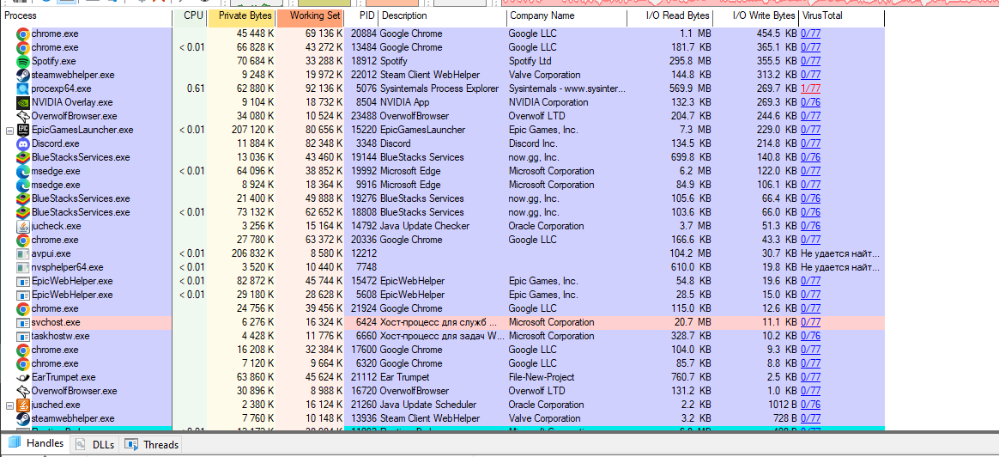 Process CPU Private Bytes Working Set PID Description Company Name I/O Read Bytes I/O Write Bytes VirusTotal
chrome.exe 45 448 K 69 136 K 20884 Google Chrome Google LLC 1.1 MB 454.5 KB 0/77
chrome.exe < 0.01 66 828 K 43 272 K 13484 Google Chrome Google LLC 181.7 KB 365.1 KB 0/77
Spotify.exe 70 684 K 33 288 K 18912 Spotify Spotify Ltd 295.8 MB 355.5 KB 0/77
steamwebhelper.exe 9 248 K 19 972 K 22012 Steam Client WebHelper Valve Corporation 144.8 KB 313.2 KB 0/77
procexp64.exe 0.61 62 880 K 92 136 K 5076 Sysinternals Process Explorer Sysinternals - www.sysinter... 569.9 MB 269.7 KB 1/77
NVIDIA Overlay.exe 9 104 K 18 732 K 8504 NVIDIA App NVIDIA Corporation 132.3 KB 269.3 KB 0/76
OverwolfBrowser.exe 34 080 K 10 524 K 23488 OverwolfBrowser Overwolf LTD 204.7 KB 244.6 KB 0/77
EpicGamesLauncher.exe < 0.01 207 120 K 80 656 K 15220 EpicGamesLauncher Epic Games, Inc. 7.3 MB 229.0 KB 0/77
Discord.exe 11 884 K 82 348 K 3348 Discord Discord Inc. 134.5 KB 214.8 KB 0/77
BlueStacksServices.exe 13 036 K 43 460 K 19144 BlueStacks Services now.gg, Inc. 699.8 KB 140.8 KB 0/76
msedge.exe < 0.01 64 096 K 38 852 K 19992 Microsoft Edge Microsoft Corporation 6.2 MB 122.0 KB 0/77
msedge.exe 8 924 K 18 364 K 9916 Microsoft Edge Microsoft Corporation 84.9 KB 106.1 KB 0/77
BlueStacksServices.exe 21 400 K 49 888 K 19276 BlueStacks Services now.gg, Inc. 105.6 KB 66.4 KB 0/76
BlueStacksServices.exe < 0.01 73 132 K 62 652 K 18808 BlueStacks Services now.gg, Inc. 103.6 KB 66.0 KB 0/76
jucheck.exe 3 256 K 15 164 K 14792 Java Update Checker Oracle Corporation 3.7 MB 51.3 KB 0/76
chrome.exe 27 780 K 63 372 K 20336 Google Chrome Google LLC 166.6 KB 43.3 KB 0/77
avpui.exe < 0.01 206 832 K 8 580 K 12212 104.2 MB 30.7 KB Не удается найт...
nvsphelper64.exe < 0.01 3 520 K 10 440 K 7748 610.0 KB 19.8 KB Не удается найт...
EpicWebHelper.exe < 0.01 82 872 K 45 744 K 15472 EpicWebHelper Epic Games, Inc. 54.8 KB 19.6 KB 0/77
EpicWebHelper.exe < 0.01 29 180 K 28 628 K 5608 EpicWebHelper Epic Games, Inc. 28.5 KB 15.0 KB 0/77
chrome.exe 24 756 K 39 456 K 21924 Google Chrome Google LLC 115.0 KB 12.6 KB 0/77
svchost.exe 6 276 K 16 324 K 6424 Хост-процесс для служб ... Microsoft Corporation 20.7 MB 11.1 KB 0/77
taskhostw.exe 4 428 K 11 776 K 6660 Хост-процесс для задач W... Microsoft Corporation 328.7 KB 10.2 KB 0/76
chrome.exe 16 208 K 32 384 K 17600 Google Chrome Google LLC 104.0 KB 9.3 KB 0/77
chrome.exe 7 120 K 9 664 K 6320 Google Chrome Google LLC 85.7 KB 8.8 KB 0/77
EarTrumpet.exe 63 860 K 45 624 K 21112 Ear Trumpet File-New-Project 760.7 KB 2.5 KB 0/77
OverwolfBrowser.exe 30 896 K 8 988 K 16720 OverwolfBrowser Overwolf LTD 131.2 KB 1.0 KB 0/77
jusched.exe 2 380 K 16 124 K 21260 Java Update Scheduler Oracle Corporation 2.2 KB 1012 B 0/76
steamwebhelper.exe 7 760 K 10 148 K 13936 Steam Client WebHelper Valve Corporation 3.2 KB 728 B 0/77
Handles DLLs Threads